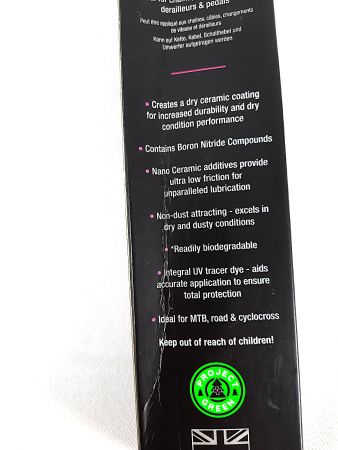 derailleurs & pedals
Peut être appliqué aux chaînes, câbles, changements
de vitesse et dérailleurs
Kann auf Kette, Kabel, Schalthebel und
Umwerfer aufgetragen werden
• Creates a dry ceramic coating
for increased durability and dry
condition performance
• Contains Boron Nitride Compounds
• Nano Ceramic additives provide
ultra low friction for
unparalleled lubrication
• Non-dust attracting - excels in
dry and dusty conditions
• *Readily biodegradable
• Integral UV tracer dye - aids
accurate application to ensure
total protection
• Ideal for MTB, road & cyclocross
Keep out of reach of children!
PROJECT
GREEN